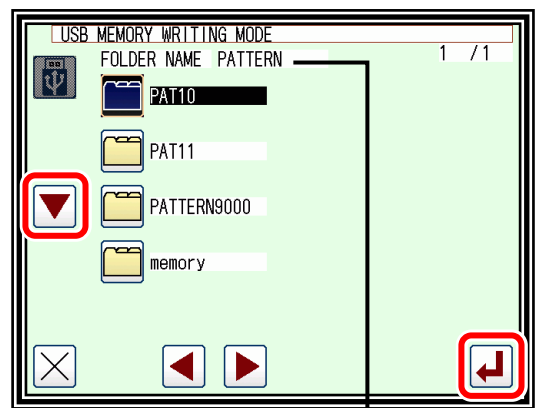 USB MEMORY WRITING MODE
FOLDER NAME PATTERN 1 /1
PAT10
PAT11
PATTERN9000
memory